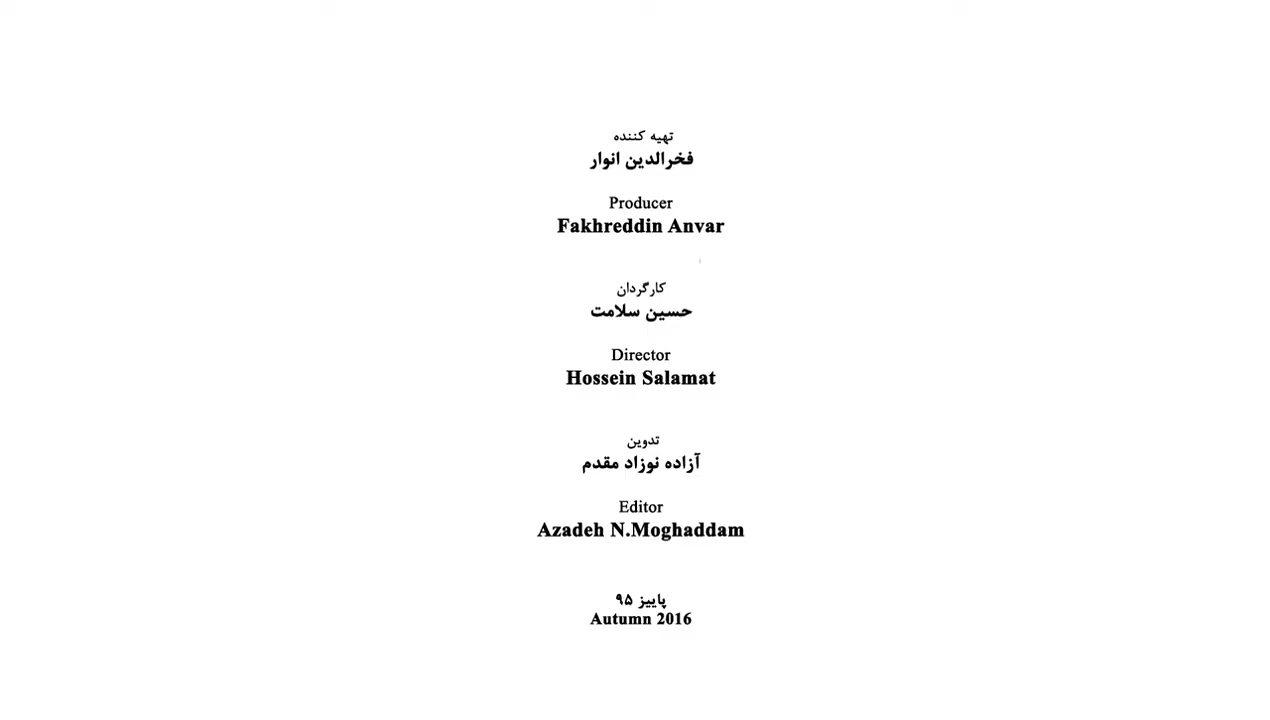 تهیه کننده
فخرالدین انوار
Producer
Fakhreddin Anvar
کارگردان
حسین سلامت
Director
Hossein Salamat
تدوین
آزاده نوزاد مقدم
Editor
Azadeh N.Moghaddam
پاییز ۹۵
Autumn 2016